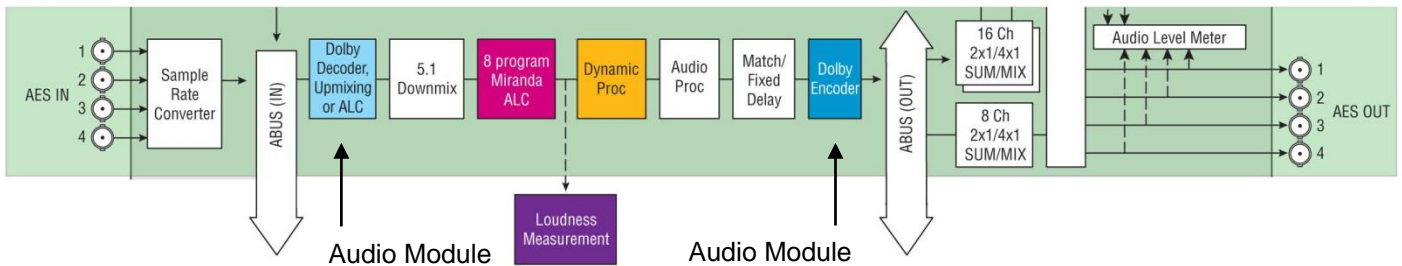 AES IN
1
2
3
4
Sample
Rate
Converter
ABUS (IN)
Dolby
Decoder,
Upmixing
or ALC
5.1
Downmix
8 program
Miranda
ALC
Dynamic
Proc
Audio
Proc
Match/
Fixed
Delay
Dolby
Encoder
ABUS (OUT)
16 Ch
2x1/4x1
SUM/MIX
8 Ch
2x1/4x1
SUM/MIX
Audio Level Meter
1
2
3
4
AES OUT
Loudness
Measurement
Audio Module
Audio Module